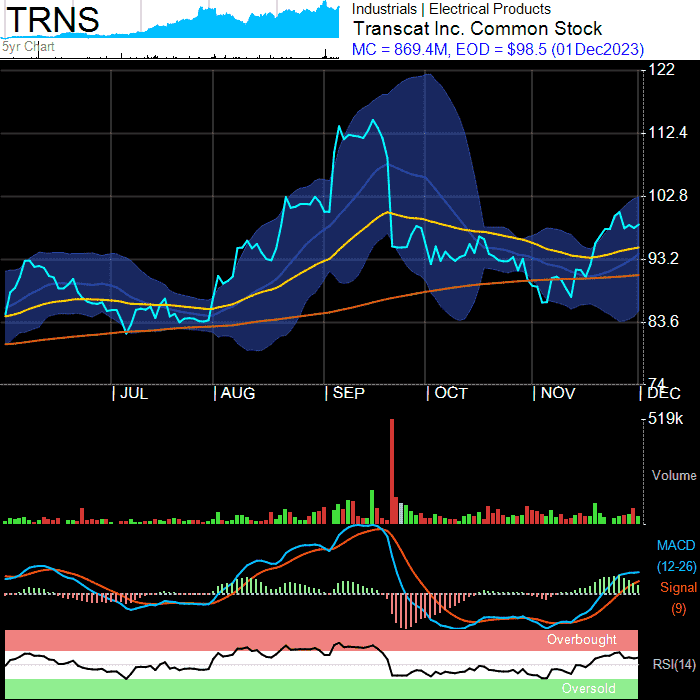 TRNS
5yr Chart
Industrials | Electrical Products
Transcat Inc. Common Stock
MC = 869.4M, EOD = $98.5 (01Dec2023)
122
112.4
102.8
93.2
83.6
74
JUL
AUG
SEP
OCT
NOV
DEC
519k
Volume
MACD
(12-26)
Signal
(9)
Overbought
RSI(14)
Oversold